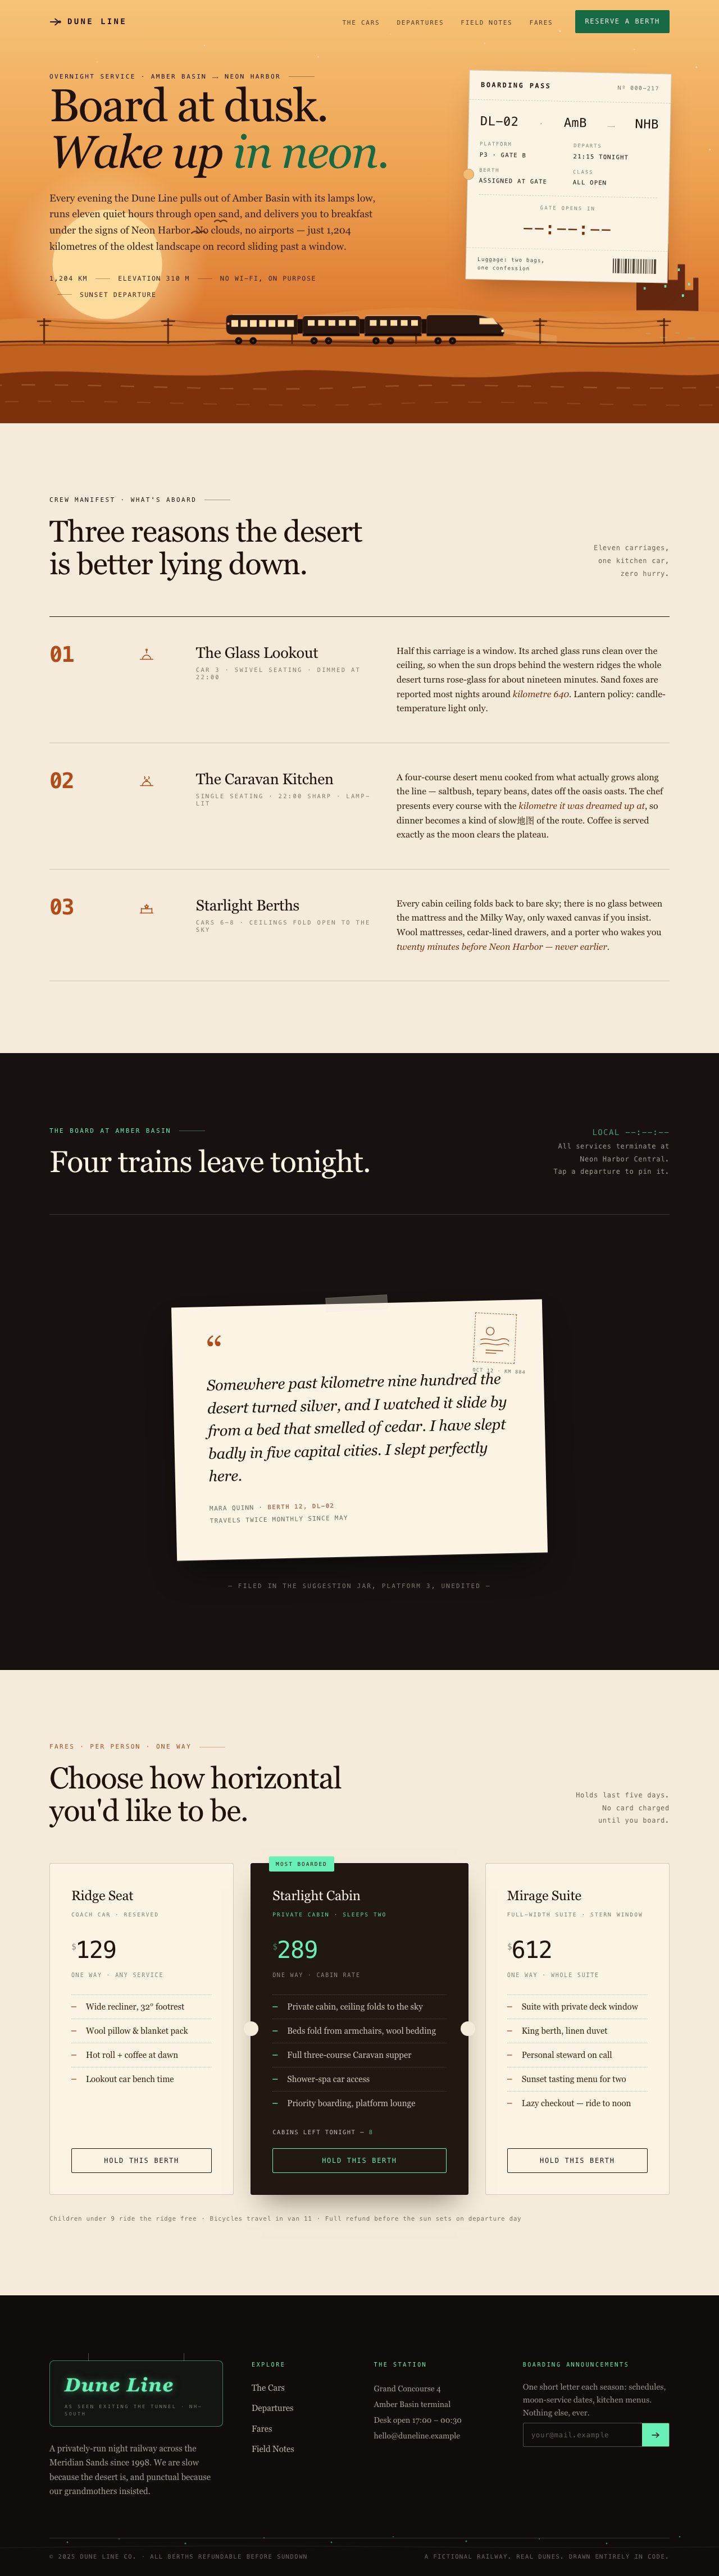 DUNE LINE
THE CARS
DEPARTURES
FIELD NOTES
FARES
RESERVE A BERTH
OVERNIGHT SERVICE · AMBER BASIN → NEON HARBOR
Board at dusk.
Wake up in neon.
Every evening the Dune Line pulls out of Amber Basin with its lamps low,
runs eleven quiet hours through open sand, and delivers you to breakfast
under the signs of Neon Harbor. No clouds, no airports — just 1,204
kilometres of the oldest landscape on record sliding past a window.
1,204 KM
ELEVATION 310 M
NO WI-FI, ON PURPOSE
SUNSET DEPARTURE
BOARDING PASS
Nº 000-217
DL-02 · AmB → NHB
PLATFORM
P3 · GATE B
DEPARTS
21:15 TONIGHT
BERTH
ASSIGNED AT GATE
CLASS
ALL OPEN
GATE OPENS IN
--:--:--
Luggage: two bags,
one confession
CREW MANIFEST · WHAT'S ABOARD
Three reasons the desert
is better lying down.
Eleven carriages,
one kitchen car,
zero hurry.
01
The Glass Lookout
CAR 3 · SWIVEL SEATING · DIMMED AT
22:00
Half this carriage is a window. Its arched glass runs clean over the
ceiling, so when the sun drops behind the western ridges the whole
desert turns rose-glass for about nineteen minutes. Sand foxes are
reported most nights around kilometre 640. Lantern policy: candle-
temperature light only.
02
The Caravan Kitchen
SINGLE SEATING · 22:00 SHARP · LAMP-
LIT
A four-course desert menu cooked from what actually grows along
the line — saltbush, tepary beans, dates off the oasis oasts. The chef
presents every course with the kilometre it was dreamed up at, so
dinner becomes a kind of slow地图 of the route. Coffee is served
exactly as the moon clears the plateau.
03
Starlight Berths
CARS 6–8 · CEILINGS FOLD OPEN TO THE
SKY
Every cabin ceiling folds back to bare sky; there is no glass between
the mattress and the Milky Way, only waxed canvas if you insist.
Wool mattresses, cedar-lined drawers, and a porter who wakes you
twenty minutes before Neon Harbor — never earlier.
THE BOARD AT AMBER BASIN
Four trains leave tonight.
LOCAL --:--:--
All services terminate at
Neon Harbor Central.
Tap a departure to pin it.
“
OCT 12 · KM 904
Somewhere past kilometre nine hundred the
desert turned silver, and I watched it slide by
from a bed that smelled of cedar. I have slept
badly in five capital cities. I slept perfectly
here.
MARA QUINN · BERTH 12, DL-02
TRAVELS TWICE MONTHLY SINCE MAY
— FILED IN THE SUGGESTION JAR, PLATFORM 3, UNEDITED —
FARES · PER PERSON · ONE WAY
Choose how horizontal
you'd like to be.
Holds last five days.
No card charged
until you board.
Ridge Seat
COACH CAR · RESERVED
$129
ONE WAY · ANY SERVICE
— Wide recliner, 32° footrest
— Wool pillow & blanket pack
— Hot roll + coffee at dawn
— Lookout car bench time
HOLD THIS BERTH
MOST BOARDED
Starlight Cabin
PRIVATE CABIN · SLEEPS TWO
$289
ONE WAY · CABIN RATE
— Private cabin, ceiling folds to the sky
— Beds fold from armchairs, wool bedding
— Full three-course Caravan supper
— Shower-spa car access
— Priority boarding, platform lounge
CABINS LEFT TONIGHT — 8
HOLD THIS BERTH
Mirage Suite
FULL-WIDTH SUITE · STERN WINDOW
$612
ONE WAY · WHOLE SUITE
— Suite with private deck window
— King berth, linen duvet
— Personal steward on call
— Sunset tasting menu for two
— Lazy checkout — ride to noon
HOLD THIS BERTH
Children under 9 ride the ridge free · Bicycles travel in van 11 · Full refund before the sun sets on departure day
Dune Line
AS SEEN EXITING THE TUNNEL · NH-
SOUTH
A privately-run night railway across the
Meridian Sands since 1998. We are slow
because the desert is, and punctual because
our grandmothers insisted.
EXPLORE
The Cars
Departures
Fares
Field Notes
THE STATION
Grand Concourse 4
Amber Basin terminal
Desk open 17:00 – 00:30
hello@duneline.example
BOARDING ANNOUNCEMENTS
One short letter each season: schedules,
moon-service dates, kitchen menus.
Nothing else, ever.
your@mail.example
→
© 2025 DUNE LINE CO. · ALL BERTHS REFUNDABLE BEFORE SUNDOWN
A FICTIONAL RAILWAY. REAL DUNES. DRAWN ENTIRELY IN CODE.